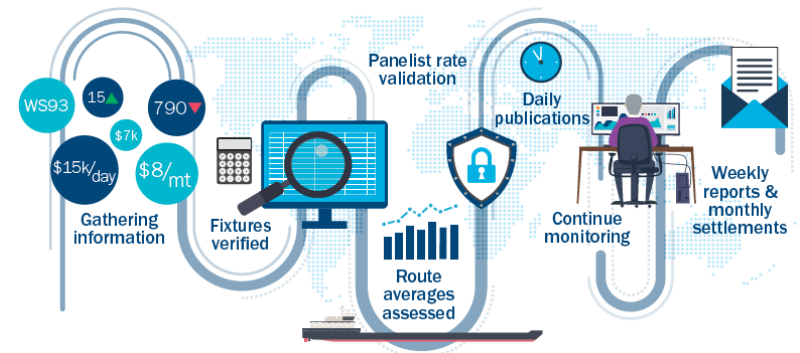 WS93
15
790
$7k
$15k/day
$8/mt
Gathering
information
Fixtures
verified
Route
averages
assessed
Panelist rate
validation
Daily
publications
Continue
monitoring
Weekly
reports &
monthly
settlements